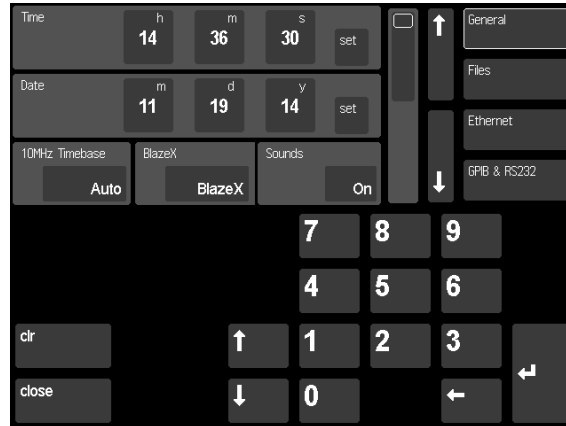 Time h m s
14 36 30 set
Date m d y
11 19 14 set
10MHz Timebase BlazeX Sounds
Auto BlazeX On
General
Files
Ethernet
GPIB & RS232
7 8 9
4 5 6
clr 1 2 3
close 0